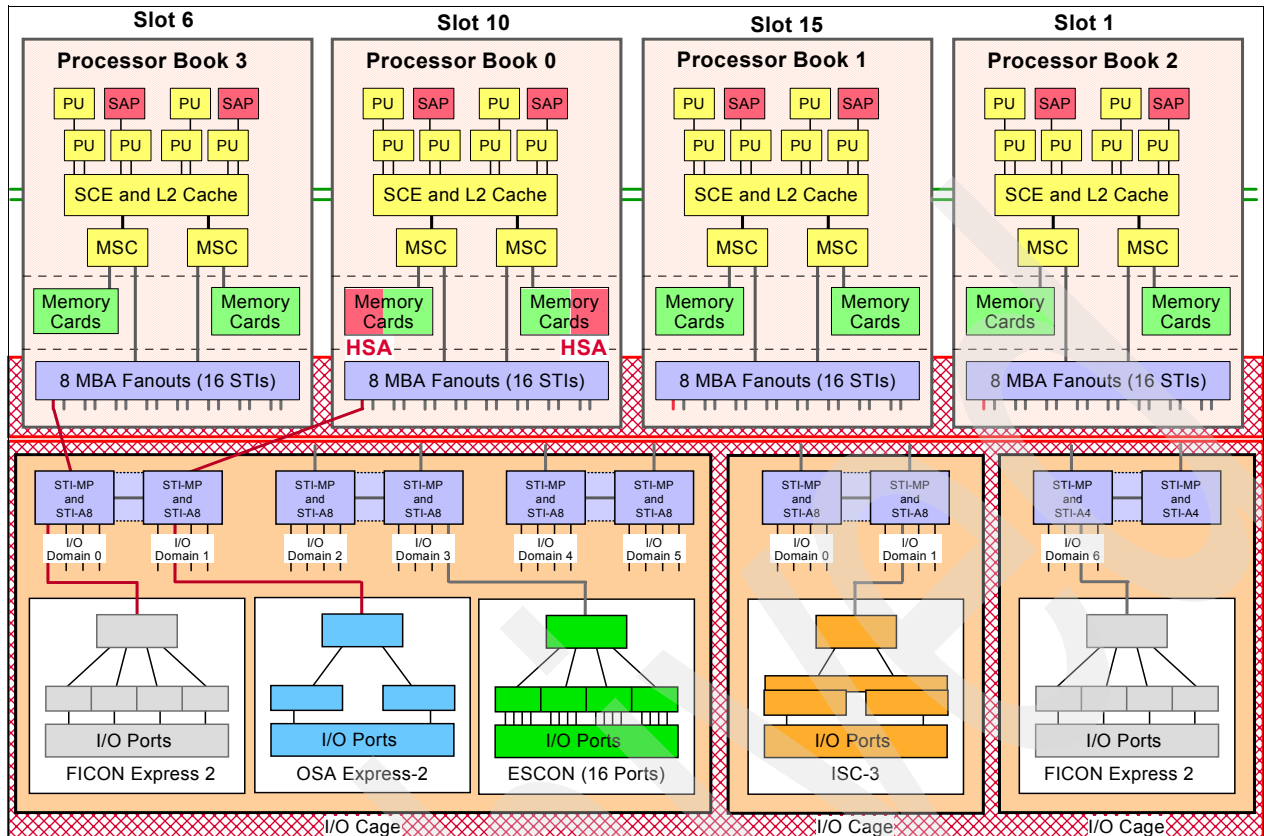 Slot 6
Slot 10
Slot 15
Slot 1
Processor Book 3
Processor Book 0
Processor Book 1
Processor Book 2
PU SAP PU SAP
PU SAP PU SAP
PU SAP PU SAP
PU SAP PU SAP
PU PU PU PU
PU PU PU PU
PU PU PU PU
PU PU PU PU
SCE and L2 Cache
SCE and L2 Cache
SCE and L2 Cache
SCE and L2 Cache
MSC MSC
MSC MSC
MSC MSC
MSC MSC
Memory
Cards
Memory
Cards
Memory
Cards
Memory
Cards
Memory
Cards
Memory
Cards
Memory
Cards
Memory
Cards
HSA
HSA
8 MBA Fanouts (16 STIs)
8 MBA Fanouts (16 STIs)
8 MBA Fanouts (16 STIs)
8 MBA Fanouts (16 STIs)
STI-MP
and
STI-A8
STI-MP
and
STI-A8
STI-MP
and
STI-A8
STI-MP
and
STI-A8
STI-MP
and
STI-A8
STI-MP
and
STI-A8
STI-MP
and
STI-A8
STI-MP
and
STI-A8
STI-MP
and
STI-A4
STI-MP
and
STI-A4
I/O
Domain 0
I/O
Domain 1
I/O
Domain 2
I/O
Domain 3
I/O
Domain 4
I/O
Domain 5
I/O
Domain 0
I/O
Domain 1
I/O
Domain 6
I/O Ports
I/O Ports
I/O Ports
I/O Ports
I/O Ports
FICON Express 2
OSA Express-2
ESCON (16 Ports)
ISC-3
FICON Express 2
I/O Cage
I/O Cage
I/O Cage